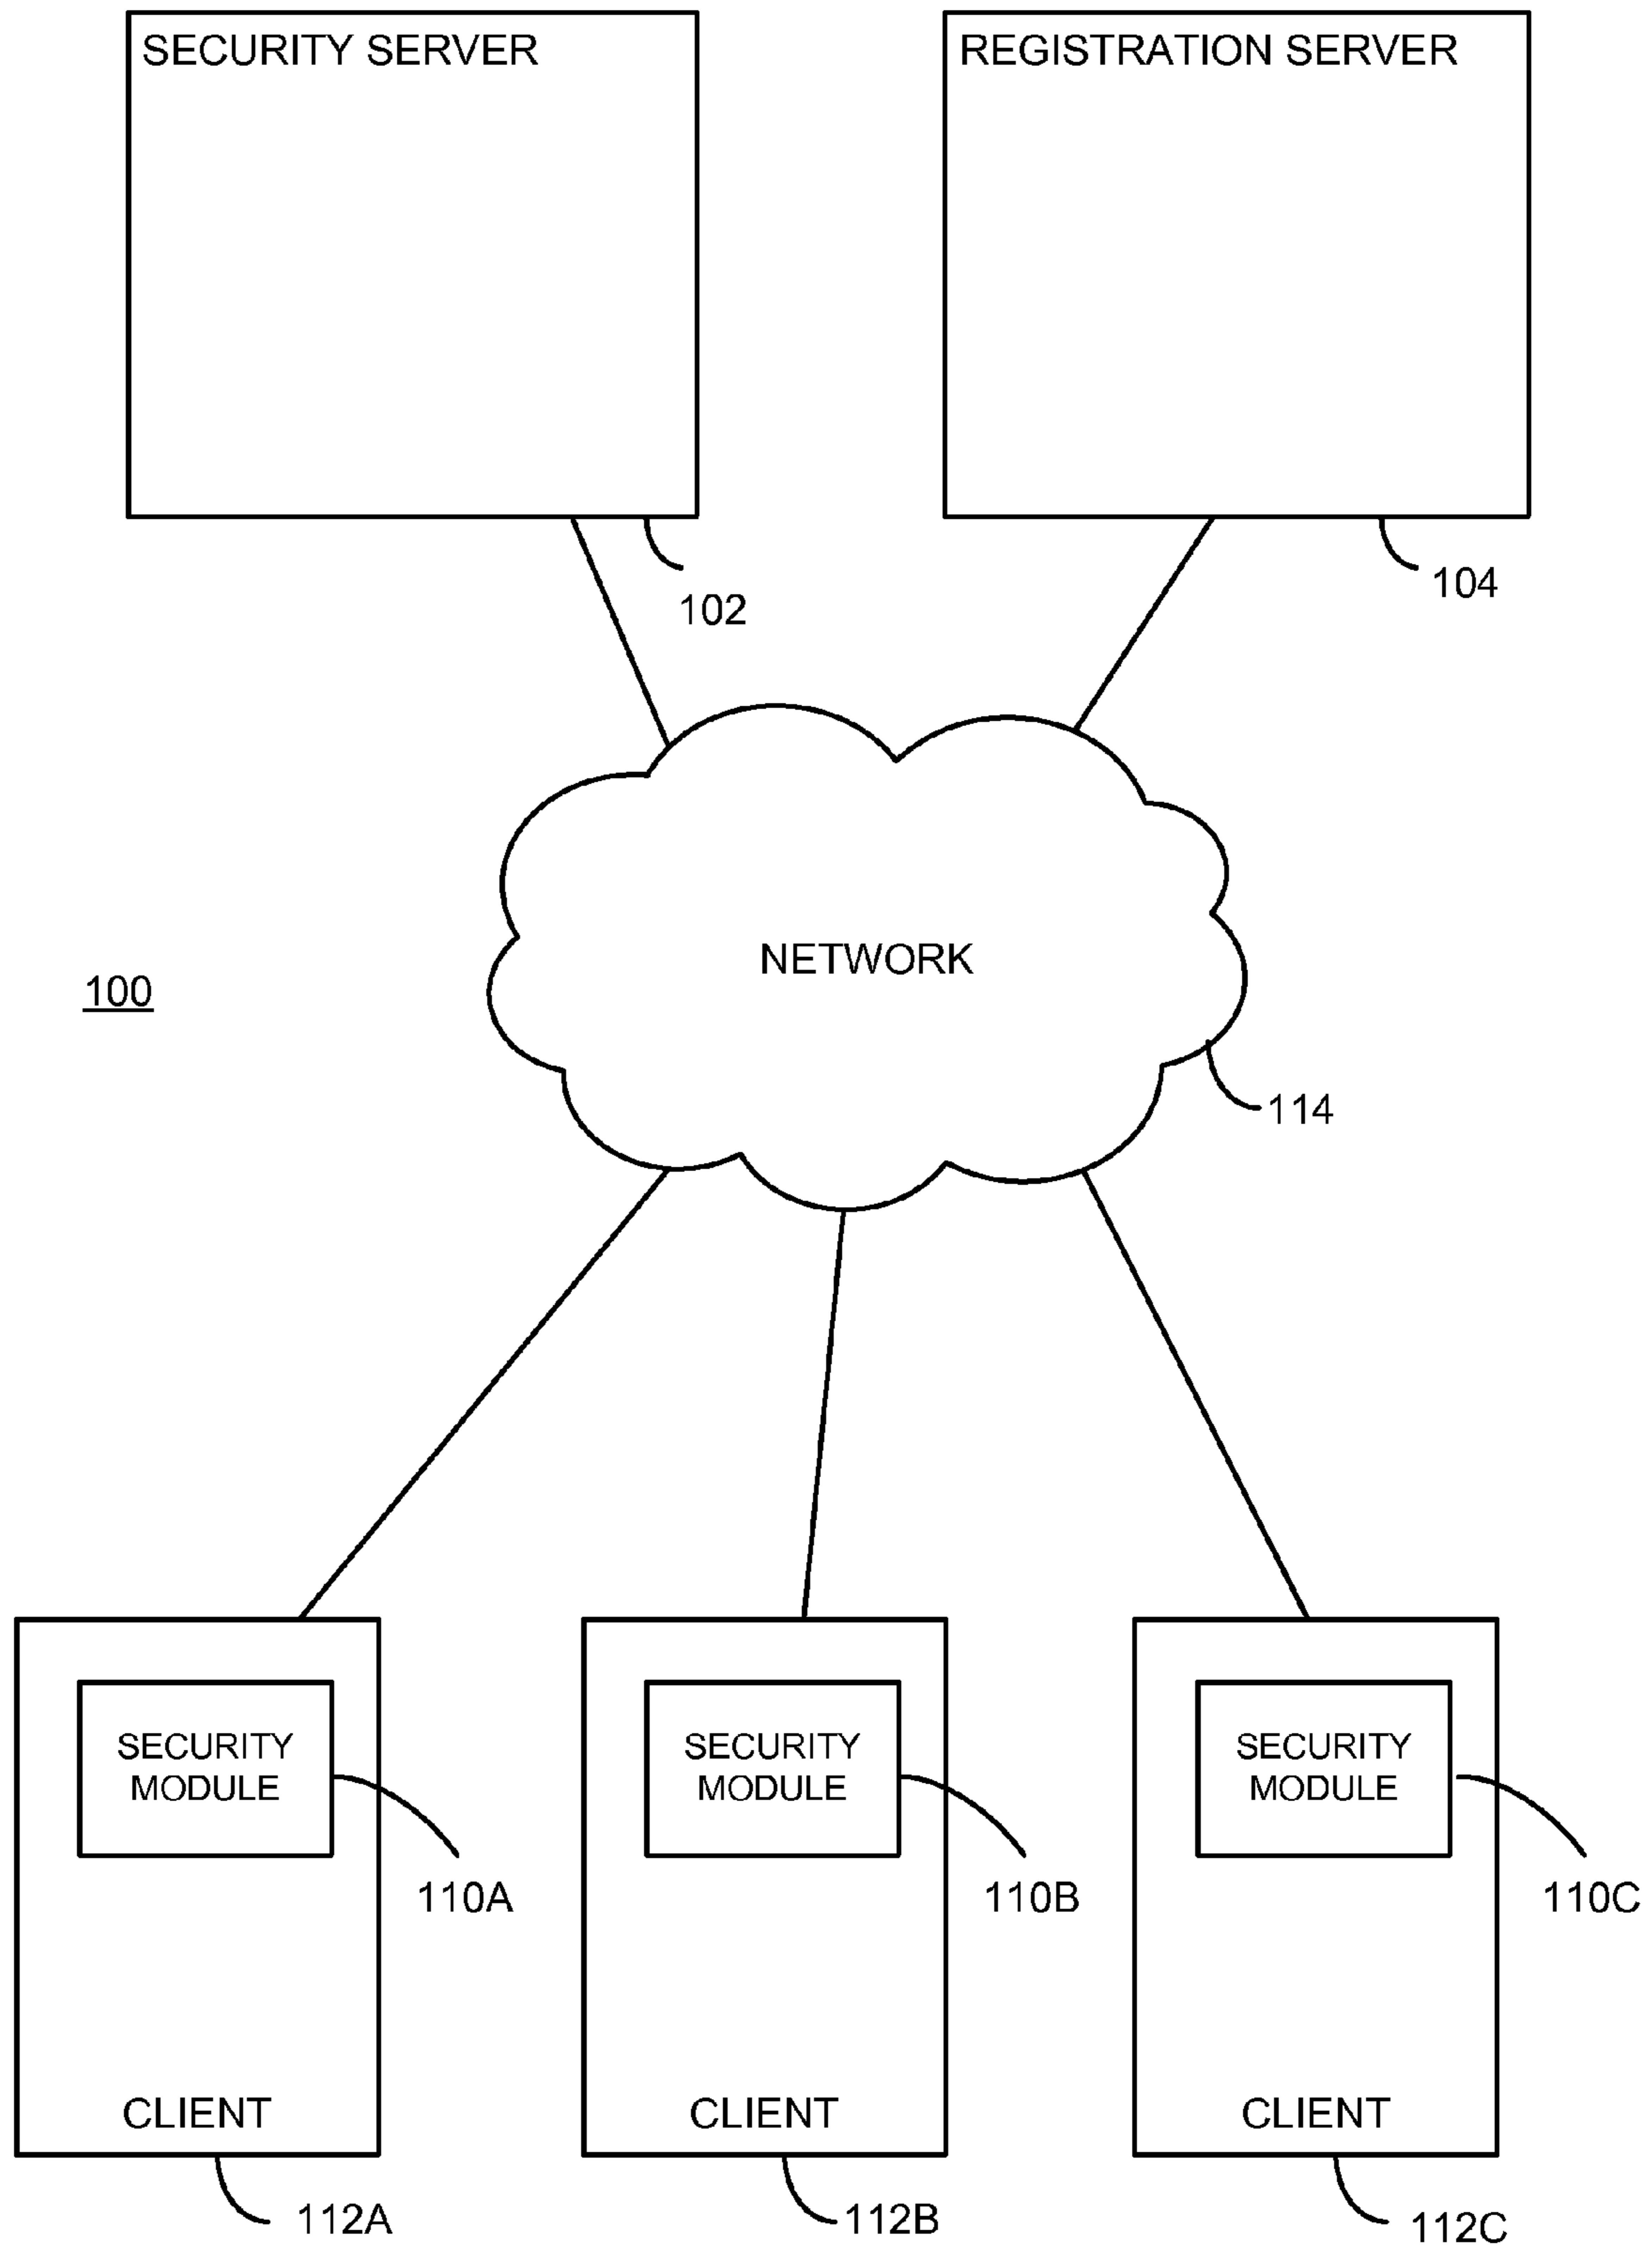 SECURITY SERVER
REGISTRATION SERVER
102
104
NETWORK
100
114
SECURITY
MODULE
SECURITY
MODULE
SECURITY
MODULE
110A
110B
110C
CLIENT
CLIENT
CLIENT
112A
112B
112C